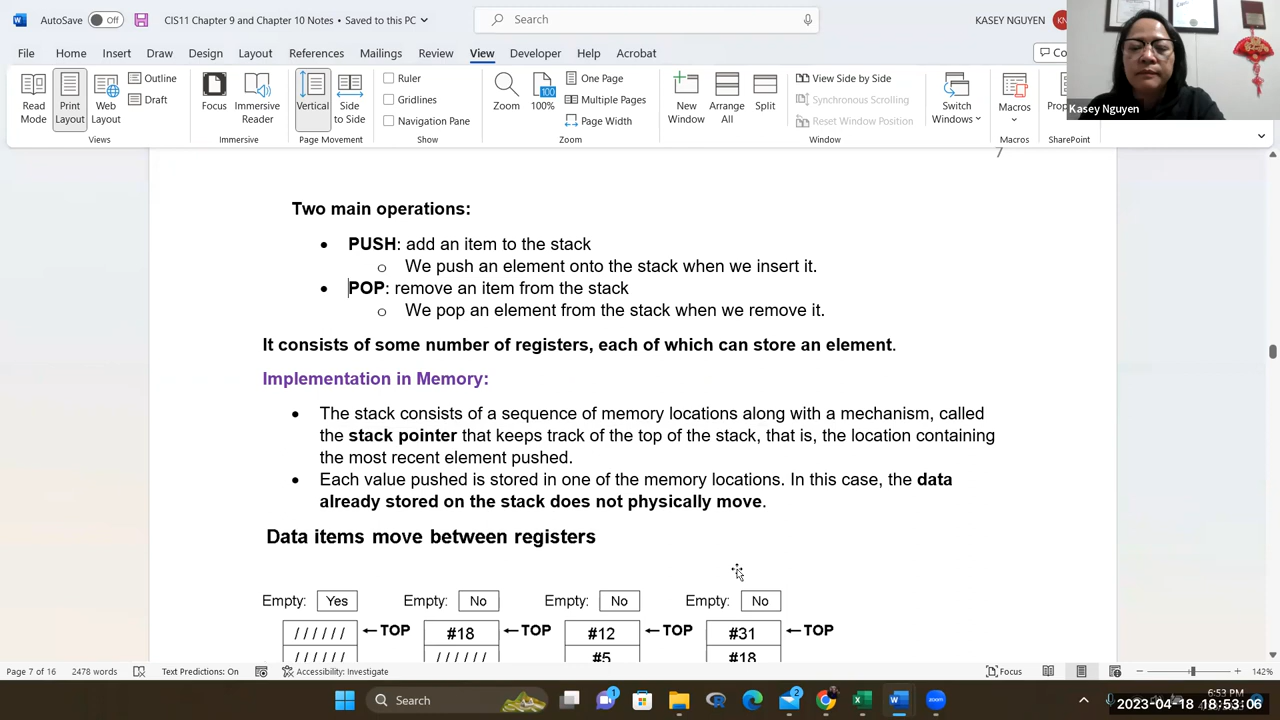 AutoSave Off CIS11 Chapter 9 and Chapter 10 Notes • Saved to this PC Search KASEY NGUYEN KN
File Home Insert Draw Design Layout References Mailings Review View Developer Help Acrobat
Read Mode
Print Layout
Web Layout
Outline
Draft
Views
Focus
Immersive Reader
Immersive
Vertical
Side to Side
Page Movement
Ruler
Gridlines
Navigation Pane
Show
Zoom
100
100%
One Page
Multiple Pages
Page Width
Zoom
New Window
Arrange All
Split
View Side by Side
Synchronous Scrolling
Reset Window Position
Window
Switch Windows
Macros
Macros
SharePoint
Kasey Nguyen
7
Two main operations:
• PUSH: add an item to the stack
o We push an element onto the stack when we insert it.
• POP: remove an item from the stack
o We pop an element from the stack when we remove it.
It consists of some number of registers, each of which can store an element.
Implementation in Memory:
• The stack consists of a sequence of memory locations along with a mechanism, called
the stack pointer that keeps track of the top of the stack, that is, the location containing
the most recent element pushed.
• Each value pushed is stored in one of the memory locations. In this case, the data
already stored on the stack does not physically move.
Data items move between registers
Empty: Yes Empty: No Empty: No Empty: No
/ / / / / / ← TOP #18 ← TOP #12 ← TOP #31 ← TOP
/ / / / / / / / / / / / #5 #18
Page 7 of 16 2478 words Text Predictions: On Accessibility: Investigate Focus 142%
Search 1 2 zoom 6:53 PM
2023-04-18 18:53:06